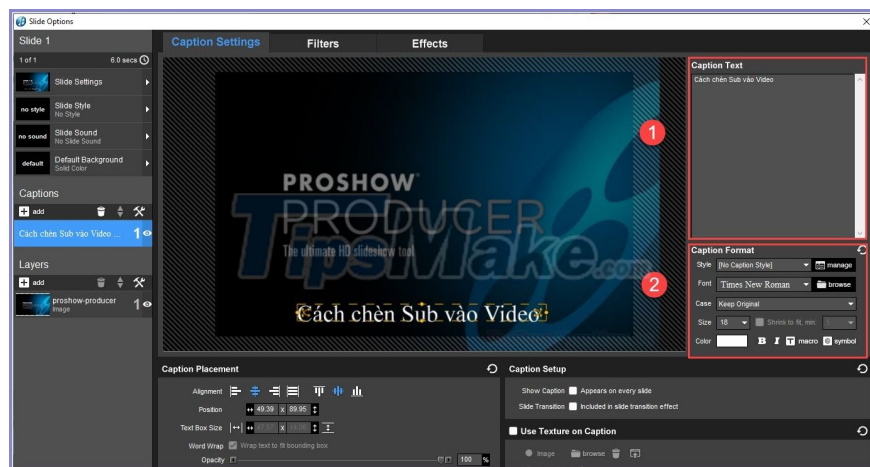 Slide Options
Slide 1
1 of 1 6.0 secs
Slide Settings
no style Slide Style
No Style
no sound Slide Sound
No Slide Sound
default Default Background
Solid Color
Captions
add
Cách chèn Sub vào Video ... 1
Layers
add
proshow-producer
Image
1
Caption Settings Filters Effects
PROSHOW
PRODUCER
The ultimate HD slideshow tool
TipsMake.com
Cách chèn Sub vào Video
1
2
Caption Text
Cách chèn Sub vào Video
Caption Format
Style [No Caption Style] manage
Font Times New Roman browse
Case Keep Original
Size 18 Shrink to fit, min:
Color B I T macro symbol
Caption Placement
Alignment
Position 49.39 x 89.95
Text Box Size x
Word Wrap Wrap text to fit bounding box
Opacity 100 %
Caption Setup
Show Caption Appears on every slide
Slide Transition Included in slide transition effect
Use Texture on Caption
Image browse